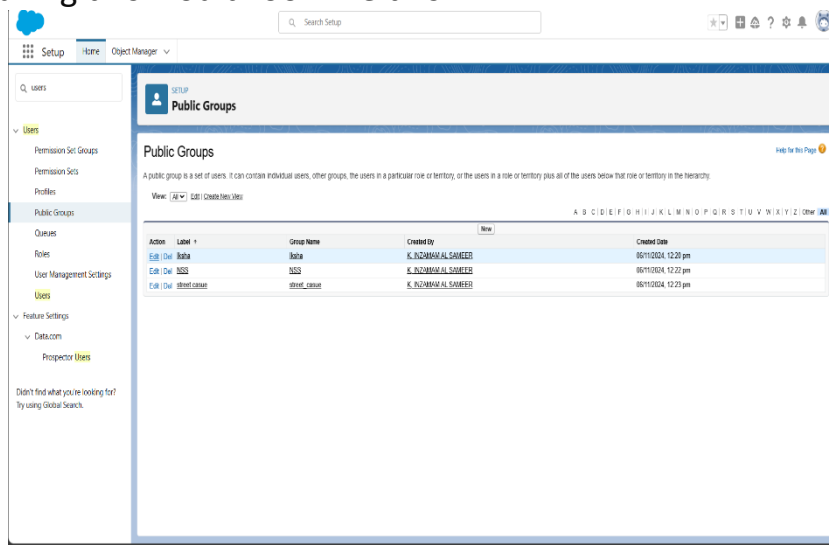 Search Setup
Setup Home Object Manager
users
SETUP
Public Groups
Users
Permission Set Groups
Permission Sets
Profiles
Public Groups
Queues
Roles
User Management Settings
Users
Feature Settings
Data.com
Prospector Users
Didn't find what you're looking for?
Try using Global Search.
Public Groups
Help for this Page
A public group is a set of users. It can contain individual users, other groups, the users in a particular role or territory, or the users in a role or territory plus all of the users below that role or territory in the hierarchy.
View: All Edit | Create New View
A B C | D | E | F | G H | I | J K L | M | N O P | Q | R S T | U V W | X | Y | Z | Other All
New
Action Label Group Name Created By Created Date
Edit | Del Iksha Iksha K. INZAMAM AL SAMEER 06/11/2024, 12:20 pm
Edit | Del NSS NSS K. INZAMAM AL SAMEER 06/11/2024, 12:22 pm
Edit | Del street casue street_casue K. INZAMAM AL SAMEER 06/11/2024, 12:23 pm